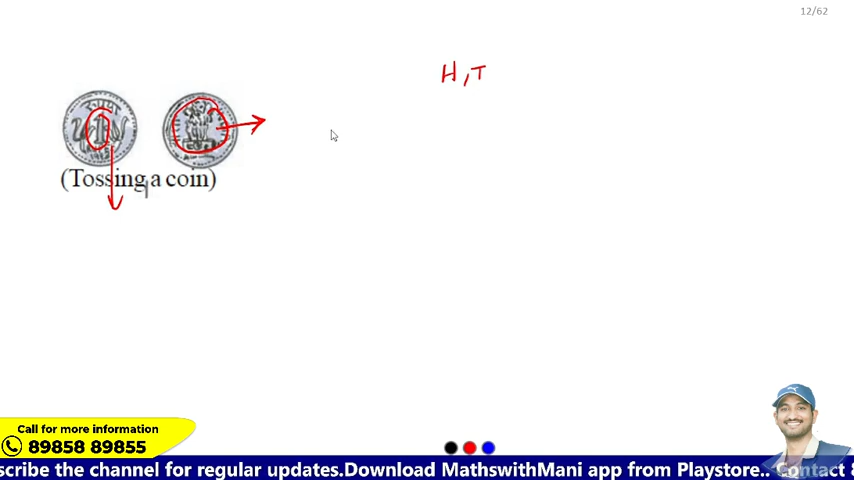 12/62
H,T
(Tossing a coin)
Call for more information
89858 89855
scribe the channel for regular updates.Download MathswithMani app from Playstore.. Contact 8